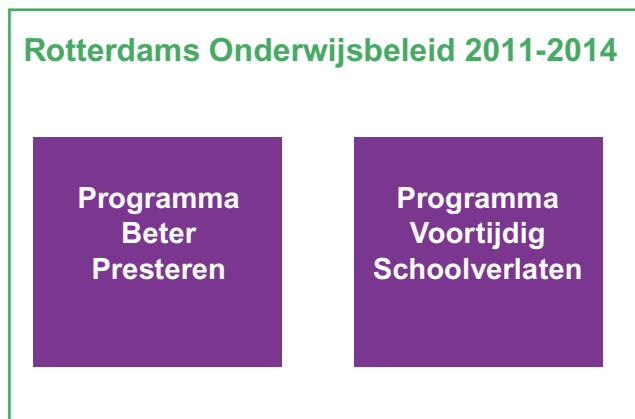 Rotterdams Onderwijsbeleid 2011-2014
Programma
Beter
Presteren
Programma
Voortijdig
Schoolverlaten